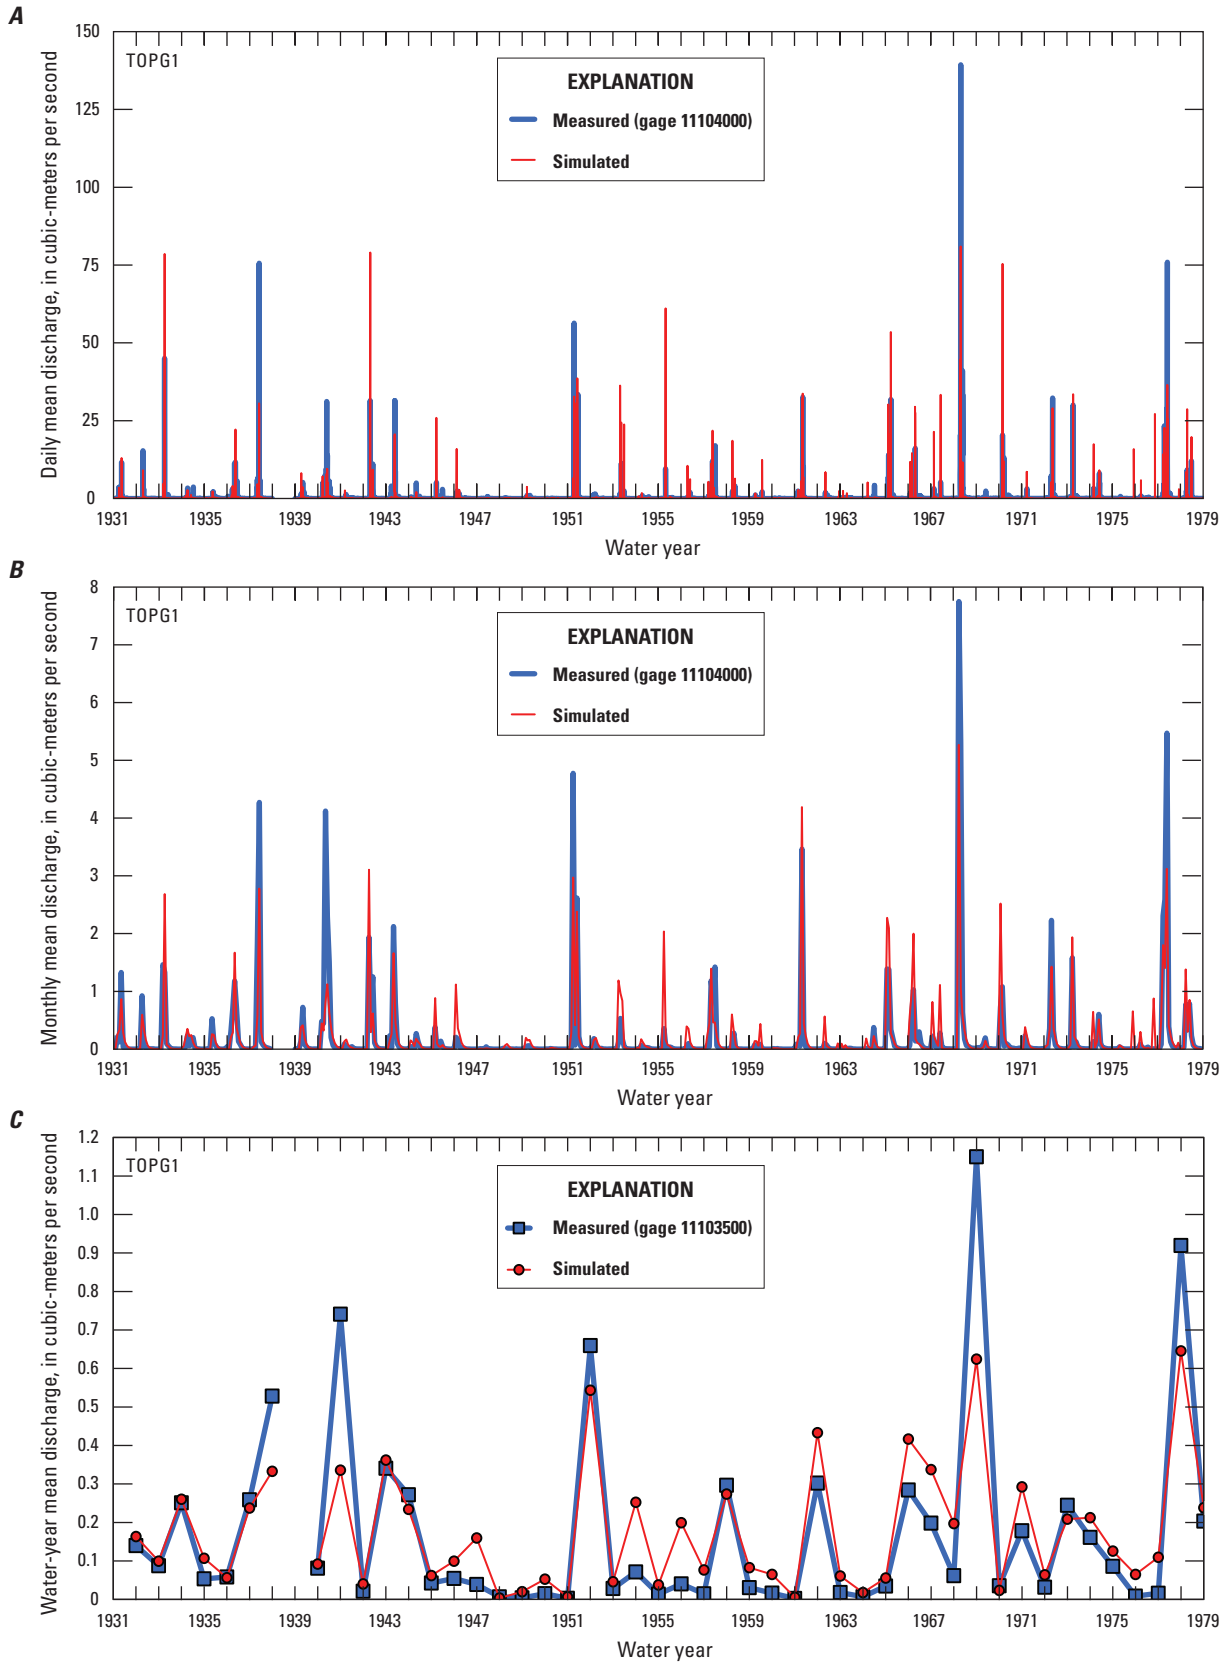 A
Daily mean discharge, in cubic-meters per second
150
125
100
75
50
25
0
TOPG1
EXPLANATION
Measured (gage 11104000)
Simulated
1931 1935 1939 1943 1947 1951 1955 1959 1963 1967 1971 1975 1979
Water year
B
Monthly mean discharge, in cubic-meters per second
8
7
6
5
4
3
2
1
0
TOPG1
EXPLANATION
Measured (gage 11104000)
Simulated
1931 1935 1939 1943 1947 1951 1955 1959 1963 1967 1971 1975 1979
Water year
C
Water-year mean discharge, in cubic-meters per second
1.2
1.1
1.0
0.9
0.8
0.7
0.6
0.5
0.4
0.3
0.2
0.1
0
TOPG1
EXPLANATION
Measured (gage 11103500)
Simulated
1931 1935 1939 1943 1947 1951 1955 1959 1963 1967 1971 1975 1979
Water year